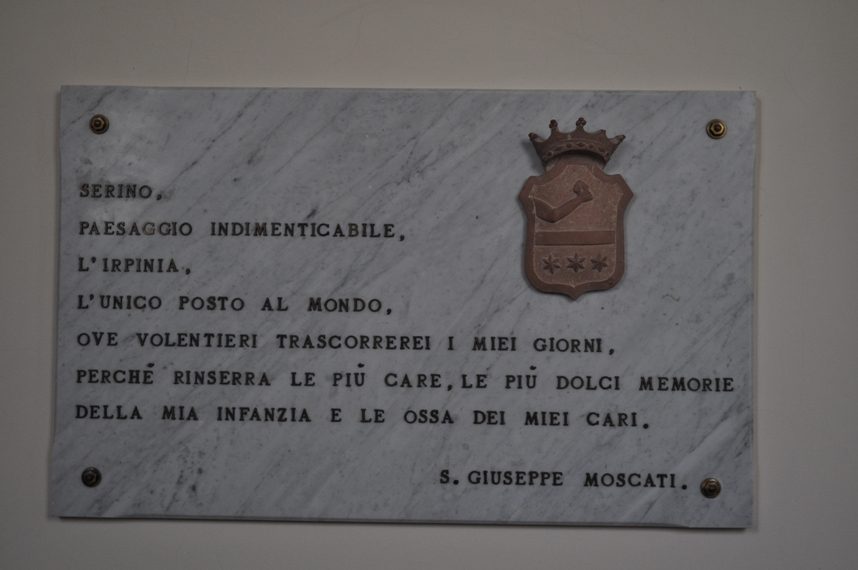 SERINO,
PAESAGGIO INDIMENTICABILE,
L'IRPINIA,
L'UNICO POSTO AL MONDO,
OVE VOLENTIERI TRASCORREREI I MIEI GIORNI,
PERCHÉ RINSERRA LE PIÙ CARE, LE PIÙ DOLCI MEMORIE
DELLA MIA INFANZIA E LE OSSA DEI MIEI CARI.
S. GIUSEPPE MOSCATI.